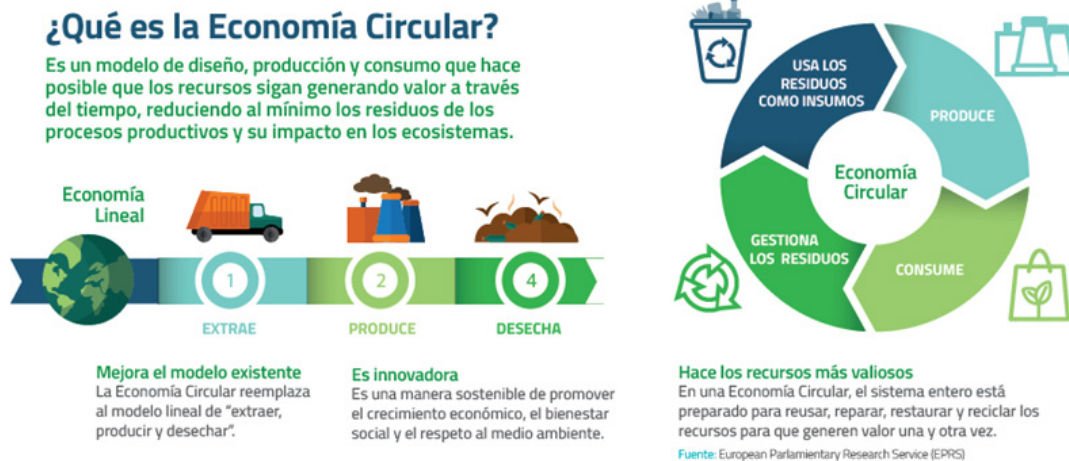 ¿Qué es la Economía Circular?
Es un modelo de diseño, producción y consumo que hace
posible que los recursos sigan generando valor a través
del tiempo, reduciendo al mínimo los residuos de los
procesos productivos y su impacto en los ecosistemas.
Economía
Lineal
1
2
4
EXTRAE
PRODUCE
DESECHA
Mejora el modelo existente
La Economía Circular reemplaza
al modelo lineal de “extraer,
producir y desechar”.
Es innovadora
Es una manera sostenible de promover
el crecimiento económico, el bienestar
social y el respeto al medio ambiente.
USA LOS
RESIDUOS
COMO INSUMOS
PRODUCE
Economía
Circular
GESTIONA
LOS RESIDUOS
CONSUME
Hace los recursos más valiosos
En una Economía Circular, el sistema entero está
preparado para reusar, reparar, restaurar y reciclar los
recursos para que generen valor una y otra vez.
Fuente: European Parlamientary Research Service (EPRS)